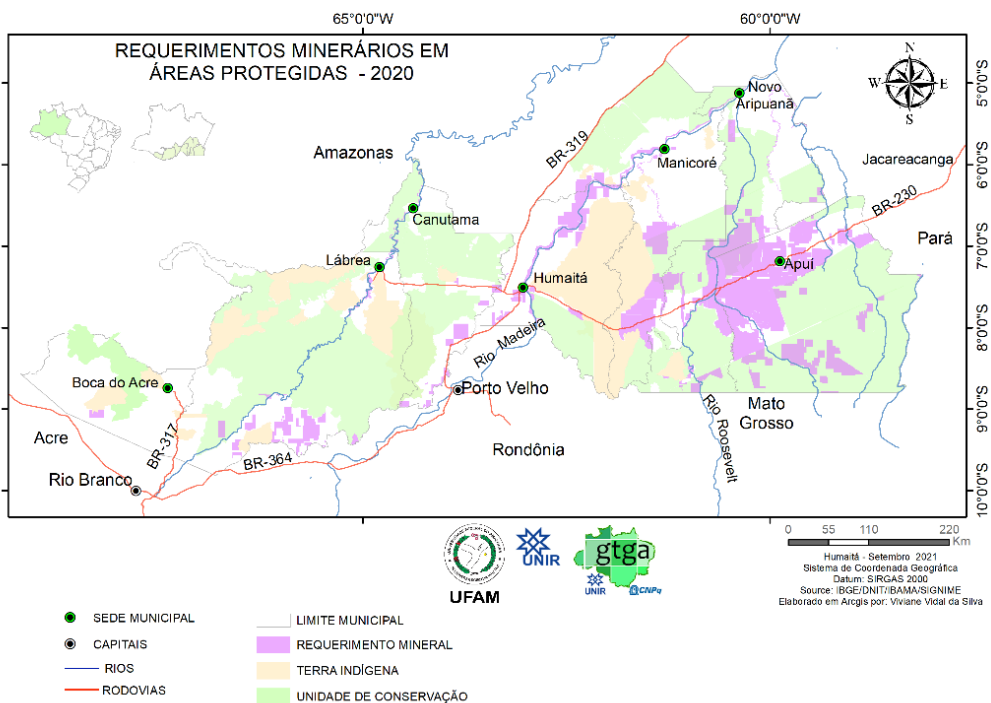 65°0'0"W
60°0'0"W
REQUERIMENTOS MINERÁRIOS EM
ÁREAS PROTEGIDAS - 2020
N
W
E
S
5°0'0"S
6°0'0"S
7°0'0"S
8°0'0"S
9°0'0"S
10°0'0"S
Novo
Aripuanã
BR-319
Amazonas
Manicoré
Jacareacanga
BR-230
Canutama
Pará
Lábrea
Apuí
Humaitá
Rio Madeira
Boca do Acre
Porto Velho
Mato
Grosso
Rio Roosevelt
Acre
BR-317
Rondônia
BR-364
Rio Branco
UFAM
UNIR
gtga
UNIR
CNPq
0 55 110 220
Km
Humaitá - Setembro 2021
Sistema de Coordenada Geográfica
Datum: SIRGAS 2000
Source: IBGE/DNIT/IBAMA/SIGNIME
Elaborado em Arcgis por: Viviane Vidal da Silva
SEDE MUNICIPAL
CAPITAIS
RIOS
RODOVIAS
LIMITE MUNICIPAL
REQUERIMENTO MINERAL
TERRA INDÍGENA
UNIDADE DE CONSERVAÇÃO